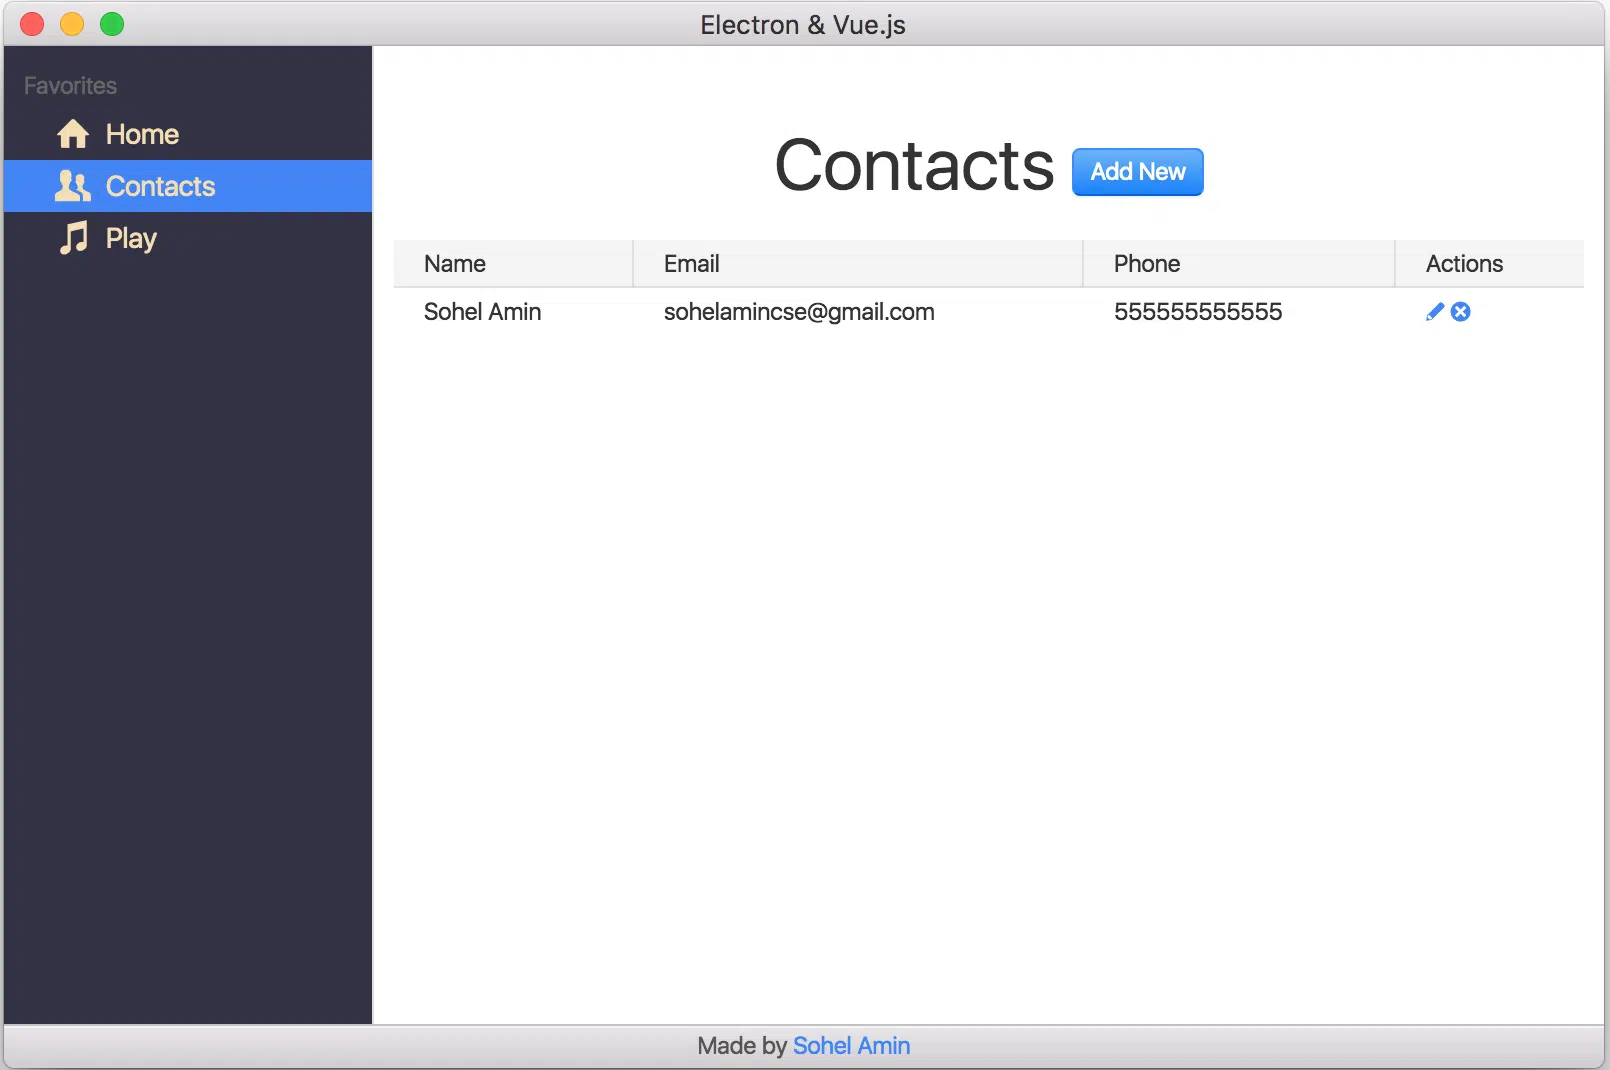 Electron & Vue.js
Favorites
Home
Contacts
Play
Contacts Add New
Name Email Phone Actions
Sohel Amin sohelamincse@gmail.com 555555555555
Made by Sohel Amin